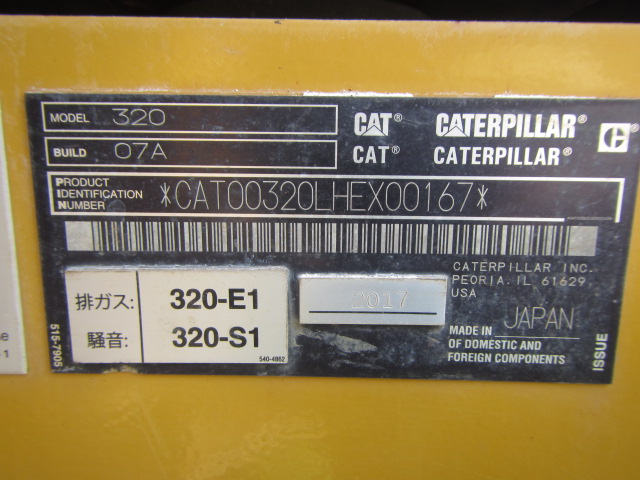 MODEL 320
CAT® CATERPILLAR® C
BUILD 07A
CAT® CATERPILLAR®
PRODUCT
IDENTIFICATION
NUMBER
*CAT00320LHEX00167*
CATERPILLAR INC.
PEORIA, IL 61629
USA
排ガス: 320-E1
騒音: 320-S1
540-4862
2017
MADE IN JAPAN
OF DOMESTIC AND
FOREIGN COMPONENTS
515-7905
ISSUE